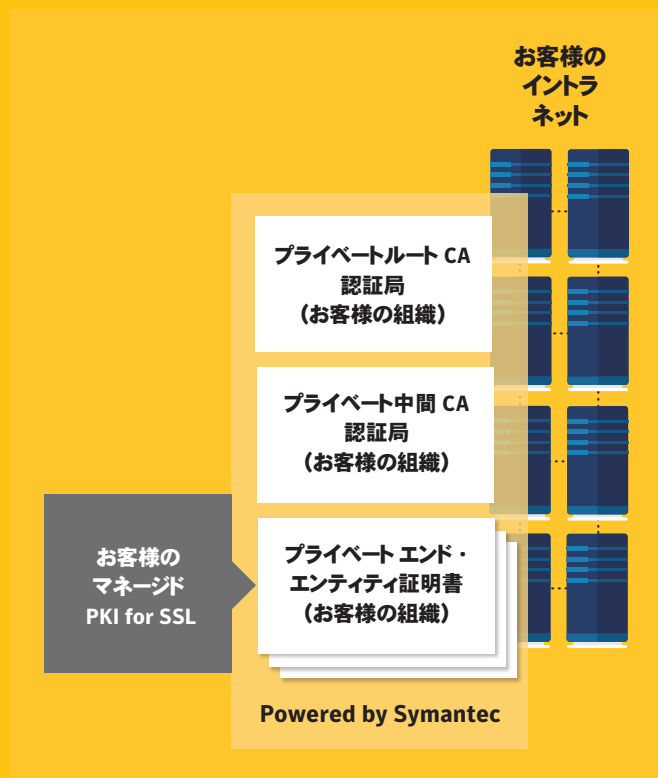 お客様の
イントラ
ネット
プライベートルート CA
認証局
（お客様の組織）
プライベート中間 CA
認証局
（お客様の組織）
お客様の
マネージド
PKI for SSL
プライベート エンド・
エンティティ証明書
（お客様の組織）
Powered by Symantec